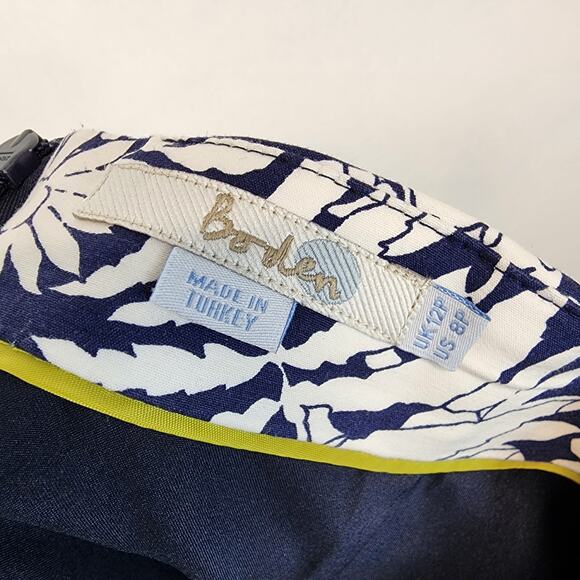 Boden
MADE IN
TURKEY
UK 12P
US 8P